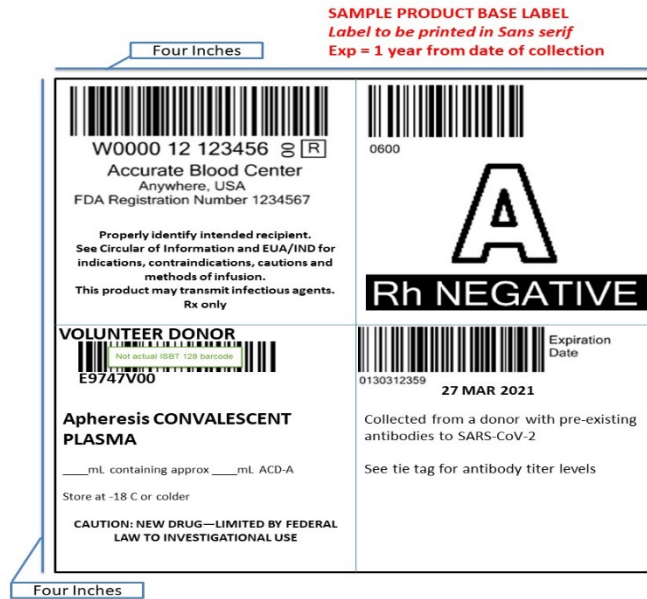 SAMPLE PRODUCT BASE LABEL
Label to be printed in Sans serif
Exp = 1 year from date of collection
Four Inches
W0000 12 123456 00 R
Accurate Blood Center
Anywhere, USA
FDA Registration Number 1234567
Properly identify intended recipient.
See Circular of Information and EUA/IND for
indications, contraindications, cautions and
methods of infusion.
This product may transmit infectious agents.
Rx only
0600
A
Rh NEGATIVE
VOLUNTEER DONOR
Not actual ISBT 128 barcode
E9747V00
Apheresis CONVALESCENT
PLASMA
____mL containing approx ____mL ACD-A
Store at -18 C or colder
CAUTION: NEW DRUG—LIMITED BY FEDERAL
LAW TO INVESTIGATIONAL USE
Expiration
Date
0130312359
27 MAR 2021
Collected from a donor with pre-existing
antibodies to SARS-CoV-2
See tie tag for antibody titer levels
Four Inches